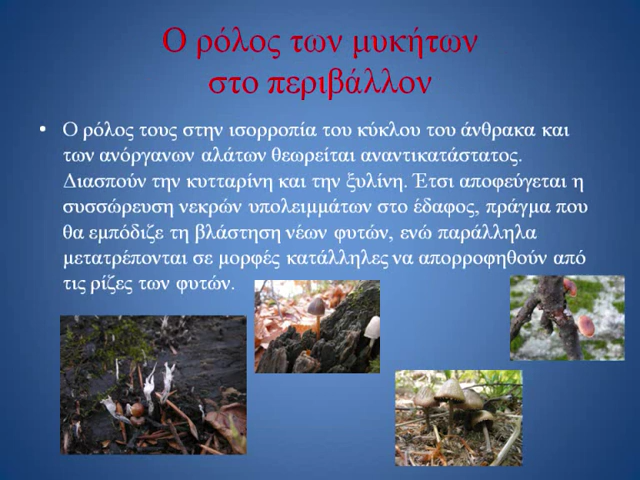 Ο ρόλος των μυκήτων
στο περιβάλλον
• Ο ρόλος τους στην ισορροπία του κύκλου του άνθρακα και
των ανόργανων αλάτων θεωρείται αναντικατάστατος.
Διασπούν την κυτταρίνη και την ξυλίνη. Έτσι αποφεύγεται η
συσσώρευση νεκρών υπολειμμάτων στο έδαφος, πράγμα που
θα εμπόδιζε τη βλάστηση νέων φυτών, ενώ παράλληλα
μετατρέπονται σε μορφές κατάλληλες να απορροφηθούν από
τις ρίζες των φυτών.